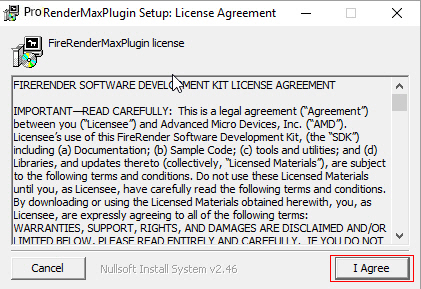 ProRenderMaxPlugin Setup: License Agreement
FireRenderMaxPlugin license
FIRERENDER SOFTWARE DEVELOPMENT KIT LICENSE AGREEMENT
IMPORTANT—READ CAREFULLY: This is a legal agreement (“Agreement”)
between you (“Licensee”) and Advanced Micro Devices, Inc. (“AMD”).
Licensee's use of this FireRender Software Development Kit, (the “SDK”)
including (a) Documentation; (b) Sample Code; (c) tools and utilities; and (d)
Libraries, and updates thereto (collectively, “Licensed Materials”), are subject
to the following terms and conditions. Do not use these Licensed Materials
until you, as Licensee, have carefully read the following terms and conditions.
By downloading or using the Licensed Materials obtained herewith, you, as
Licensee, are expressly agreeing to all of the following terms:
WARRANTIES, SUPPORT, RIGHTS, AND DAMAGES ARE DISCLAIMED AND/OR
LIMITED BELOW, PLEASE READ ENTIRELY AND CAREFULLY. IF YOU DO NOT
Cancel
Nullsoft Install System v2.46
I Agree